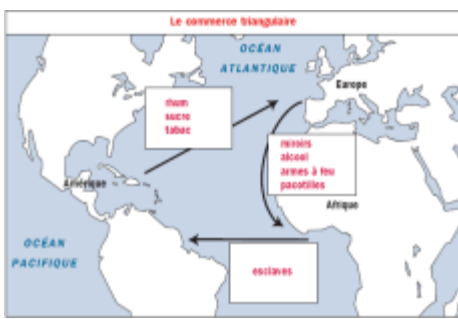 Le commerce triangulaire
OCÉAN
ATLANTIQUE
Europe
rhum
sucre
tabac
miroirs
alcool
armes à feu
pacotilles
Amérique
Afrique
OCÉAN
PACIFIQUE
esclaves